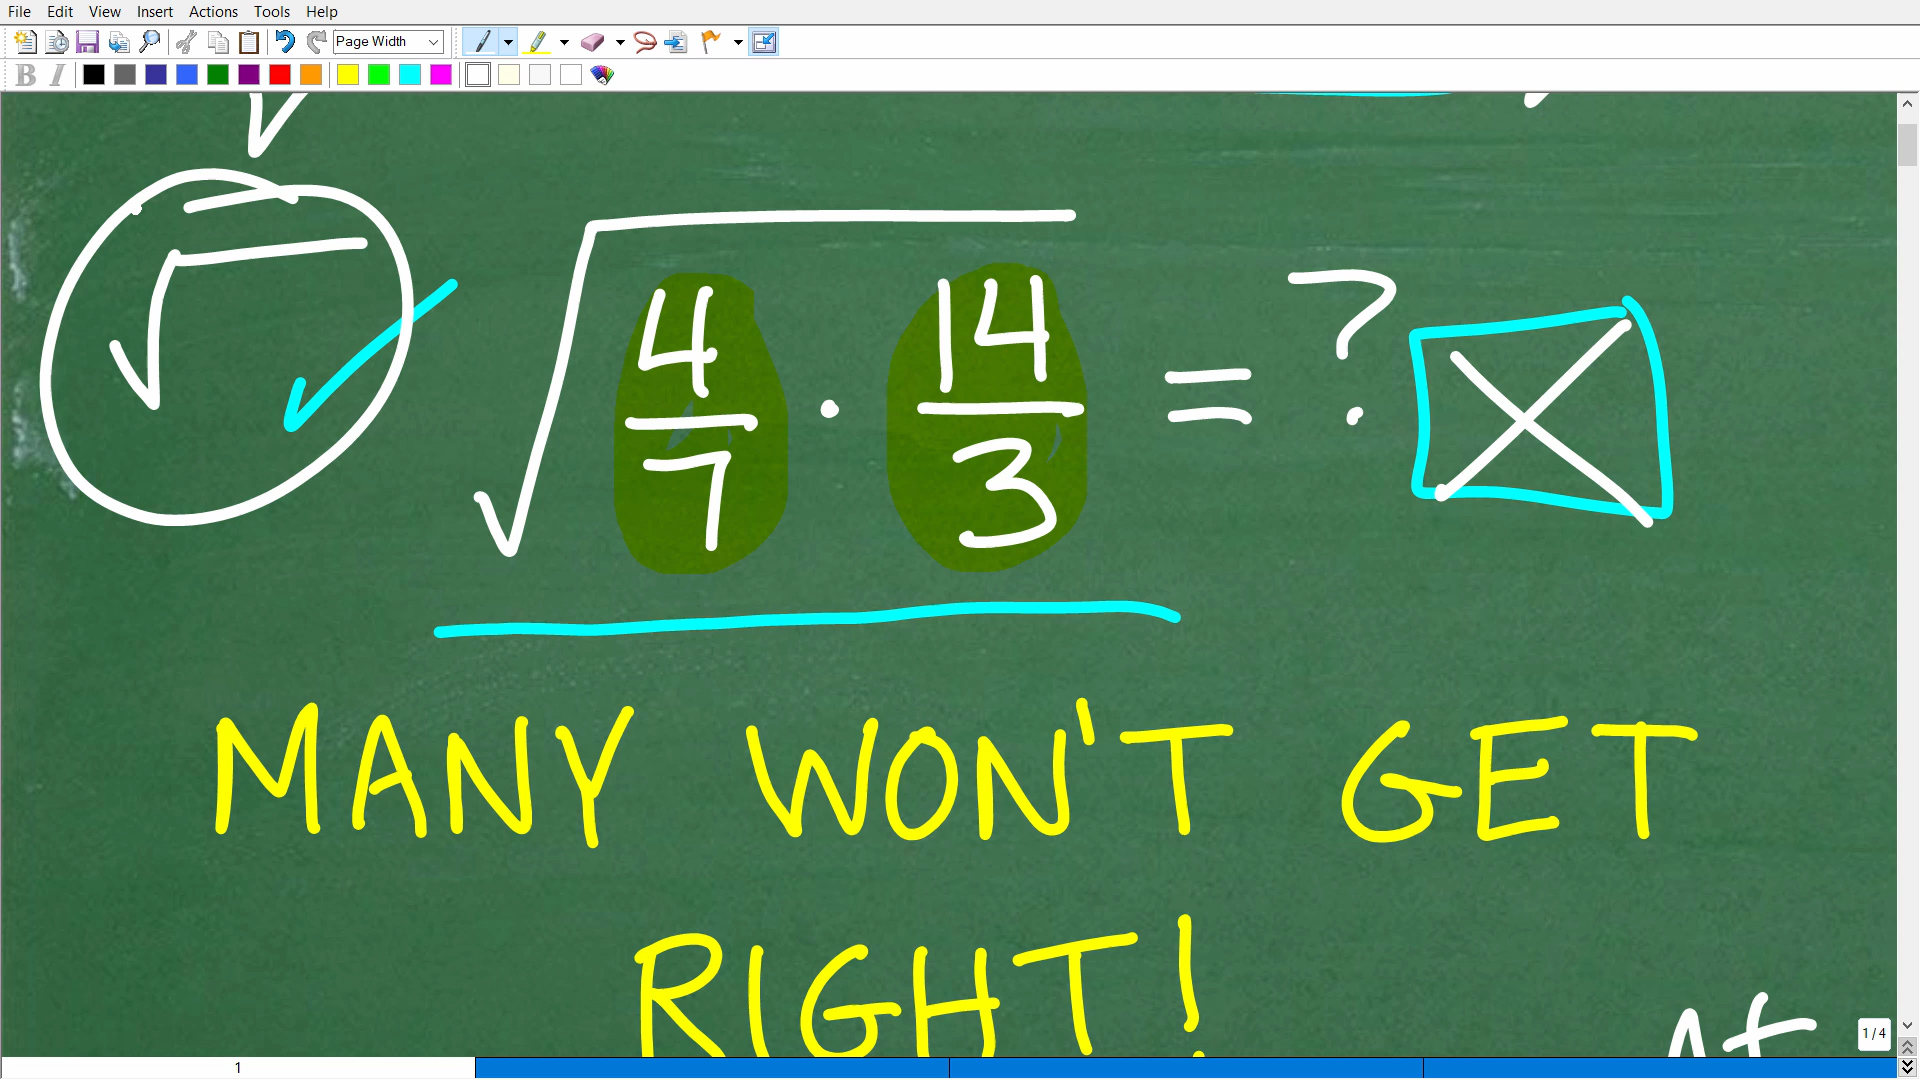 File Edit View Insert Actions Tools Help
Page Width
B I
√
√(4/7 · 14/3) = ?
MANY WON'T GET
RIGHT!
1 / 4
1